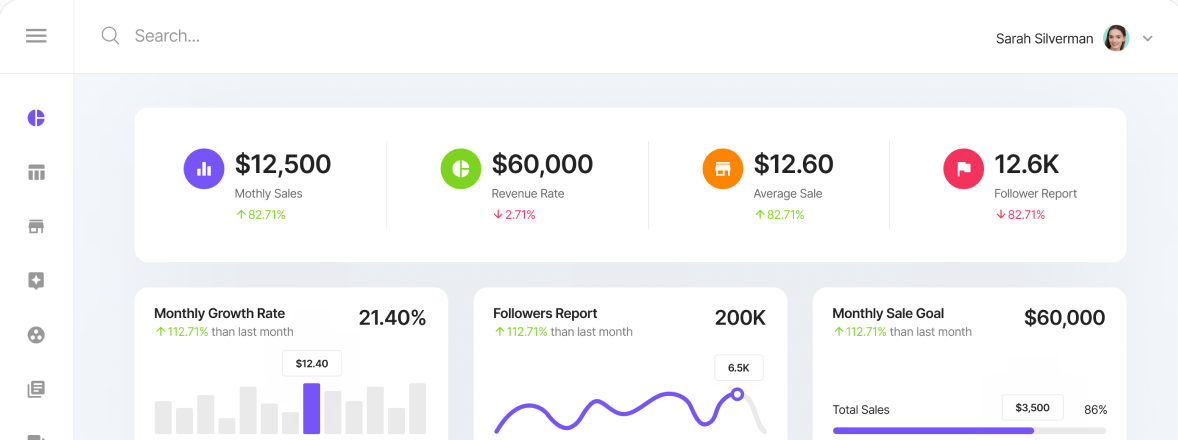 Search...
Sarah Silverman
$12,500
Mothly Sales
↑ 82.71%
$60,000
Revenue Rate
↓ 2.71%
$12.60
Average Sale
↑ 82.71%
12.6K
Follower Report
↓ 82.71%
Monthly Growth Rate
↑ 112.71% than last month
21.40%
$12.40
Followers Report
↑ 112.71% than last month
200K
6.5K
Monthly Sale Goal
↑ 112.71% than last month
$60,000
Total Sales
$3,500
86%